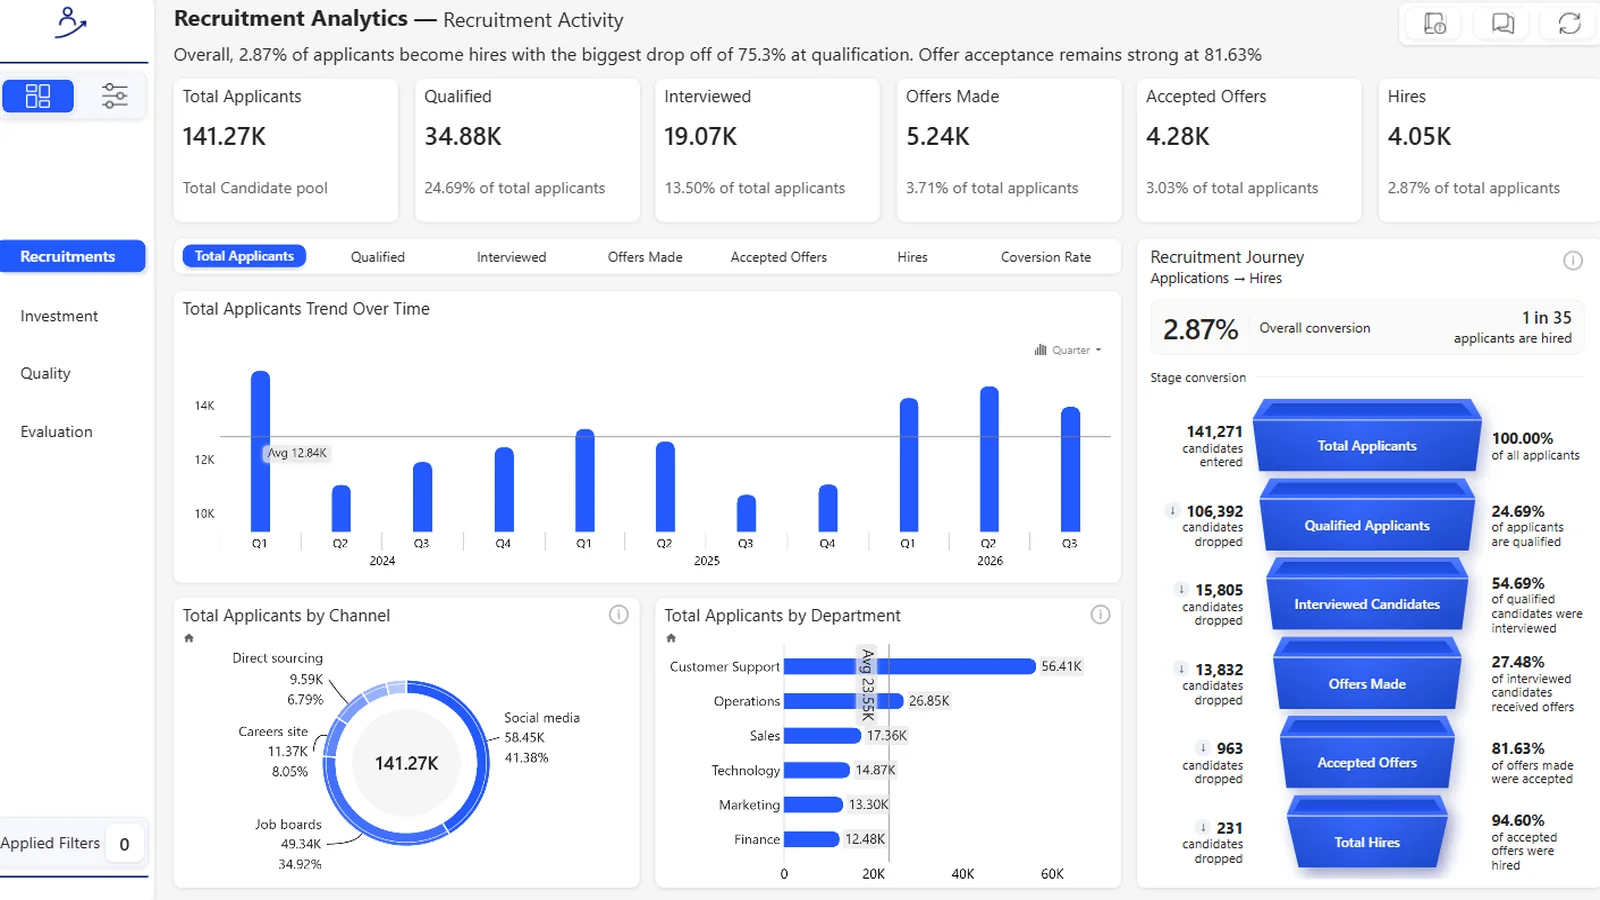 Recruitment Analytics — Recruitment Activity
Overall, 2.87% of applicants become hires with the biggest drop off of 75.3% at qualification. Offer acceptance remains strong at 81.63%
Total Applicants
141.27K
Total Candidate pool
Qualified
34.88K
24.69% of total applicants
Interviewed
19.07K
13.50% of total applicants
Offers Made
5.24K
3.71% of total applicants
Accepted Offers
4.28K
3.03% of total applicants
Hires
4.05K
2.87% of total applicants
Recruitments
Investment
Quality
Evaluation
Applied Filters 0
Total Applicants
Qualified
Interviewed
Offers Made
Accepted Offers
Hires
Coversion Rate
Total Applicants Trend Over Time
Quarter
14K
12K
10K
Avg 12.84K
Q1
Q2
Q3
Q4
Q1
Q2
Q3
Q4
Q1
Q2
Q3
2024
2025
2026
Total Applicants by Channel
Direct sourcing
9.59K
6.79%
Careers site
11.37K
8.05%
Job boards
49.34K
34.92%
141.27K
Social media
58.45K
41.38%
Total Applicants by Department
Avg 23.55K
Customer Support 56.41K
Operations 26.85K
Sales 17.36K
Technology 14.87K
Marketing 13.30K
Finance 12.48K
0
20K
40K
60K
Recruitment Journey
Applications → Hires
2.87%
Overall conversion
1 in 35
applicants are hired
Stage conversion
141,271
candidates
entered
Total Applicants
100.00%
of all applicants
↓ 106,392
candidates
dropped
Qualified Applicants
24.69%
of applicants
are qualified
↓ 15,805
candidates
dropped
Interviewed Candidates
54.69%
of qualified
candidates were
interviewed
↓ 13,832
candidates
dropped
Offers Made
27.48%
of interviewed
candidates
received offers
↓ 963
candidates
dropped
Accepted Offers
81.63%
of offers made
were accepted
↓ 231
candidates
dropped
Total Hires
94.60%
of accepted
offers were
hired